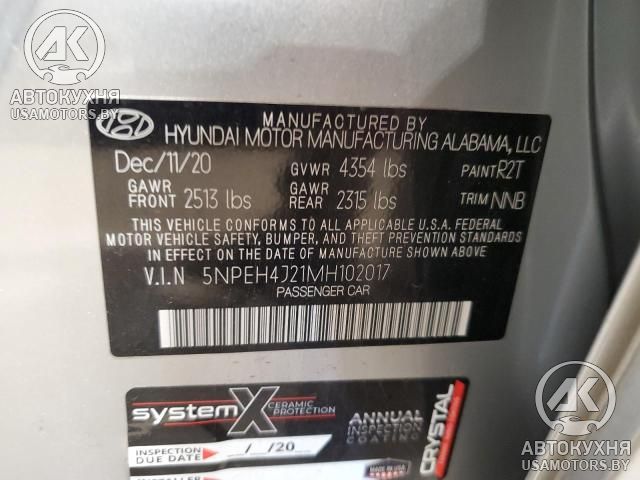 АВТОКУХНЯ
USAMOTORS.BY
MANUFACTURED BY
HYUNDAI MOTOR MANUFACTURING ALABAMA, LLC
Dec/11/20 GVWR 4354 lbs PAINT R2T
GAWR FRONT 2513 lbs GAWR REAR 2315 lbs TRIM NNB
THIS VEHICLE CONFORMS TO ALL APPLICABLE U.S.A. FEDERAL
MOTOR VEHICLE SAFETY, BUMPER, AND THEFT PREVENTION STANDARDS
IN EFFECT ON THE DATE OF MANUFACTURE SHOWN ABOVE
V.I.N 5NPEH4J21MH102017
PASSENGER CAR
system X CERAMIC PROTECTION
ANNUAL
INSPECTION
COATING
CRYSTAL
INSPECTION
DUE DATE / /20
MADE IN USA
INSTALLER
АВТОКУХНЯ
USAMOTORS.BY